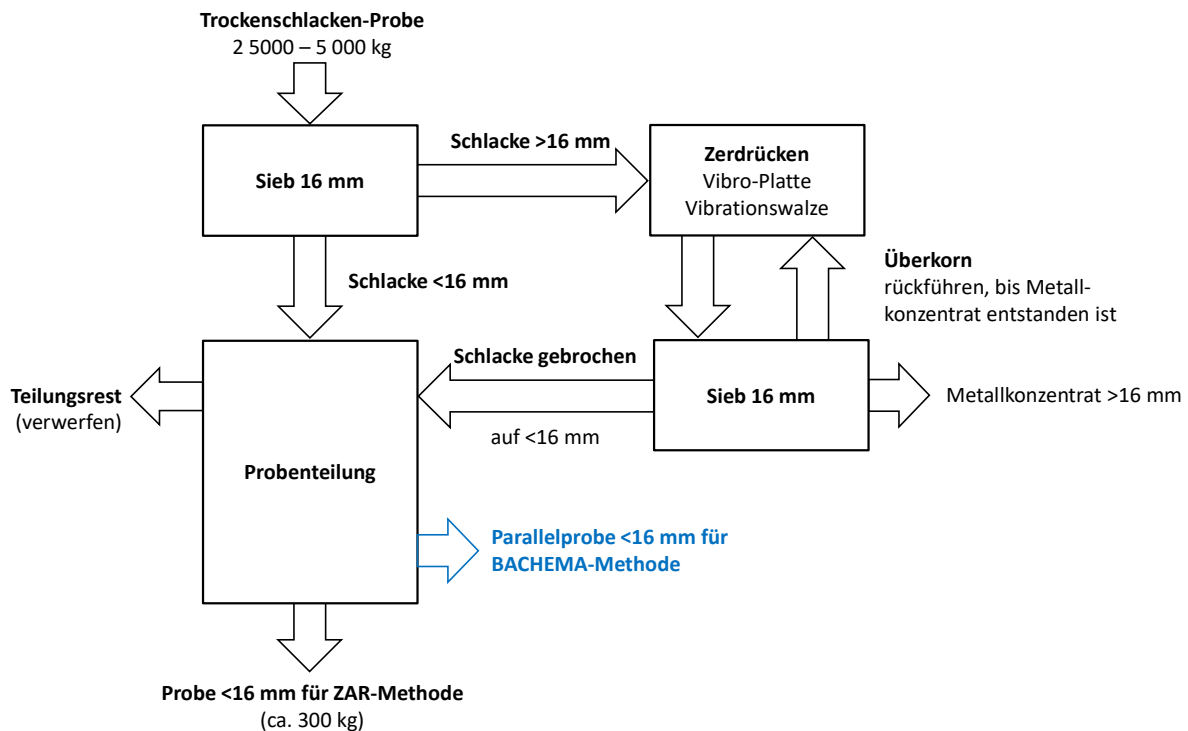 Trockenschlacken-Probe
2 5000 – 5 000 kg
Sieb 16 mm
Schlacke >16 mm
Zerdrücken
Vibro-Platte
Vibrationswalze
Schlacke <16 mm
Überkorn
rückführen, bis Metall-
konzentrat entstanden ist
Schlacke gebrochen
auf <16 mm
Sieb 16 mm
Metallkonzentrat >16 mm
Teilungsrest
(verwerfen)
Probenteilung
Parallelprobe <16 mm für
BACHEMA-Methode
Probe <16 mm für ZAR-Methode
(ca. 300 kg)